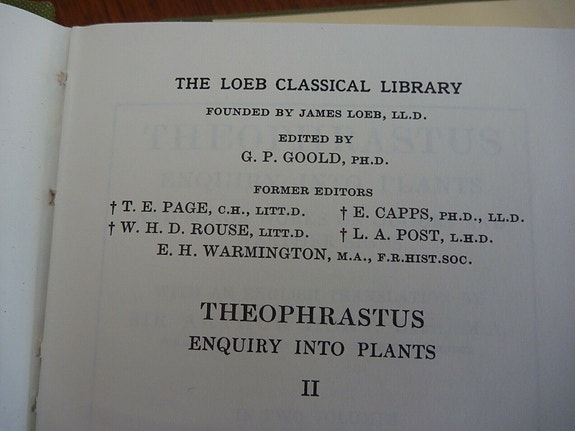 THE LOEB CLASSICAL LIBRARY
FOUNDED BY JAMES LOEB, LL.D.
EDITED BY
G. P. GOOLD, PH.D.
FORMER EDITORS
†T. E. PAGE, C.H., LITT.D. †E. CAPPS, PH.D., LL.D.
†W. H. D. ROUSE, LITT.D. †L. A. POST, L.H.D.
E. H. WARMINGTON, M.A., F.R.HIST.SOC.
THEOPHRASTUS
ENQUIRY INTO PLANTS
II